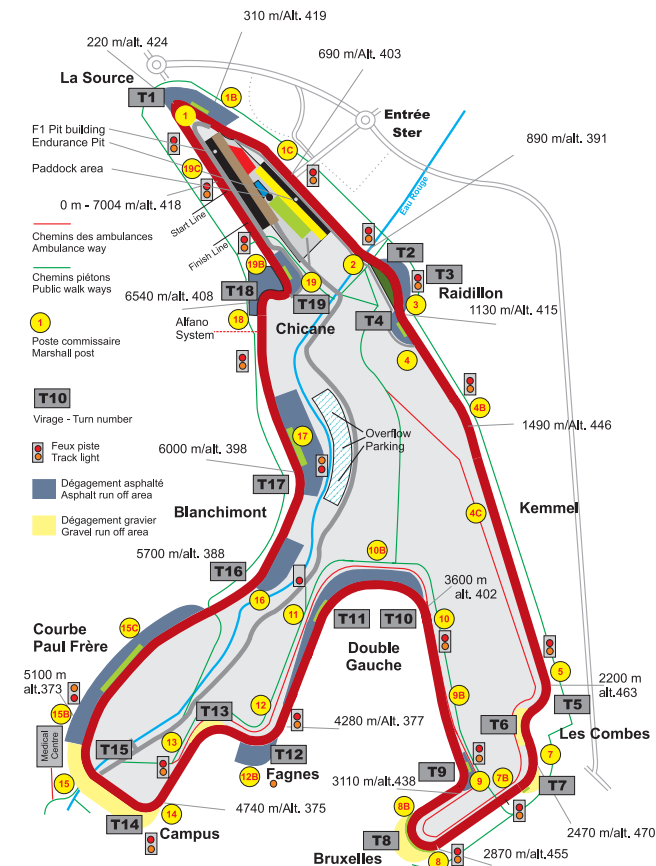 310 m/Alt. 419
220 m/alt. 424
690 m/Alt. 403
La Source
T1
1B
1
Entrée
Ster
F1 Pit building
Endurance Pit
1C
890 m/alt. 391
Paddock area
19C
Eau Rouge
0 m - 7004 m/alt. 418
Start Line
Chemins des ambulances
Ambulance way
Finish Line
T2
2
19B
Chemins piétons
Public walk ways
T3
19
T18
Raidillon
3
6540 m/alt. 408
T19
1130 m/Alt. 415
1
18
Alfano
System
Chicane
T4
Poste commissaire
Marshall post
4
T10
4B
Virage - Turn number
1490 m/Alt. 446
17
Overflow
Parking
Feux piste
Track light
6000 m/alt. 398
T17
Dégagement asphalté
Asphalt run off area
Kemmel
4C
Blanchimont
Dégagement gravier
Gravel run off area
10B
5700 m/alt. 388
T16
3600 m
alt. 402
16
11
T11
T10
10
15C
Courbe
Paul Frère
Double
Gauche
5
2200 m
alt.463
5100 m
alt.373
9B
T5
12
T13
15B
T6
4280 m/Alt. 377
Les Combes
13
Medical
Centre
T15
T12
7
T9
12B
Fagnes
9
7B
T7
15
3110 m/alt.438
14
4740 m/Alt. 375
8B
T14
Campus
2470 m/alt. 470
T8
2870 m/alt.455
Bruxelles
8